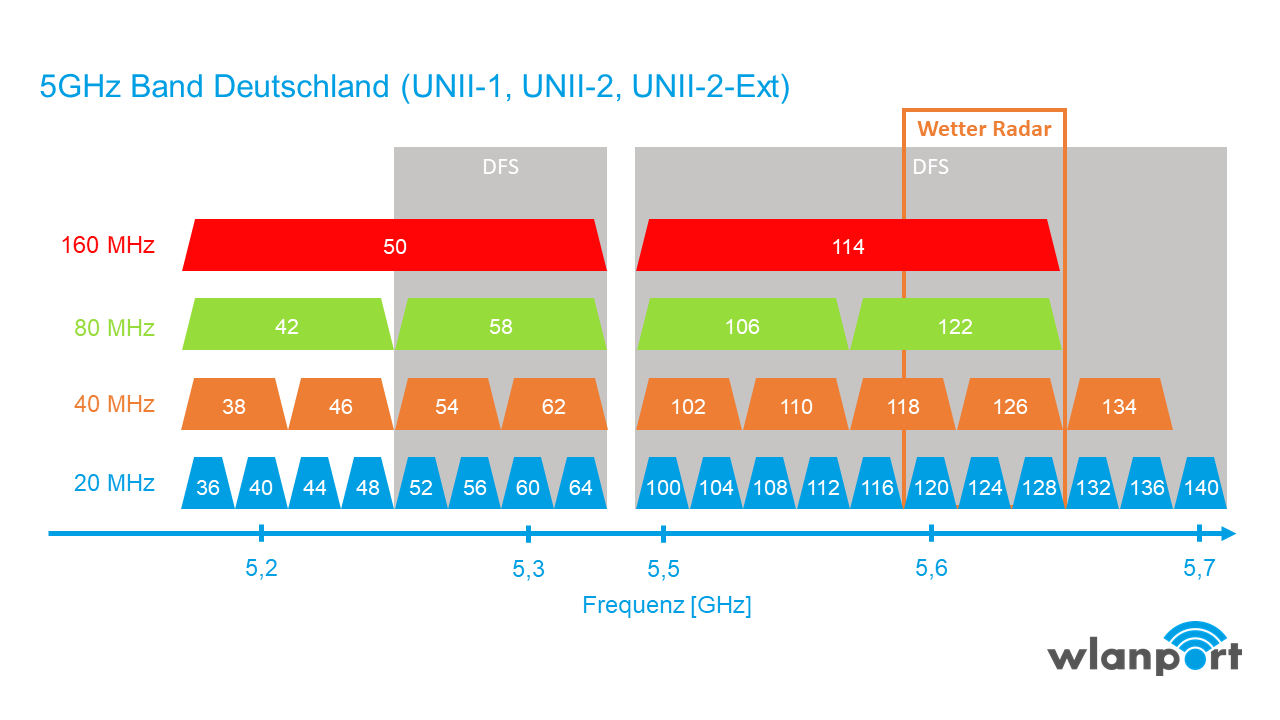 5GHz Band Deutschland (UNII-1, UNII-2, UNII-2-Ext)
Wetter Radar
DFS DFS
160 MHz 50 114
80 MHz 42 58 106 122
40 MHz 38 46 54 62 102 110 118 126 134
20 MHz 36 40 44 48 52 56 60 64 100 104 108 112 116 120 124 128 132 136 140
5,2 5,3 5,5 5,6 5,7
Frequenz [GHz]
wlanport